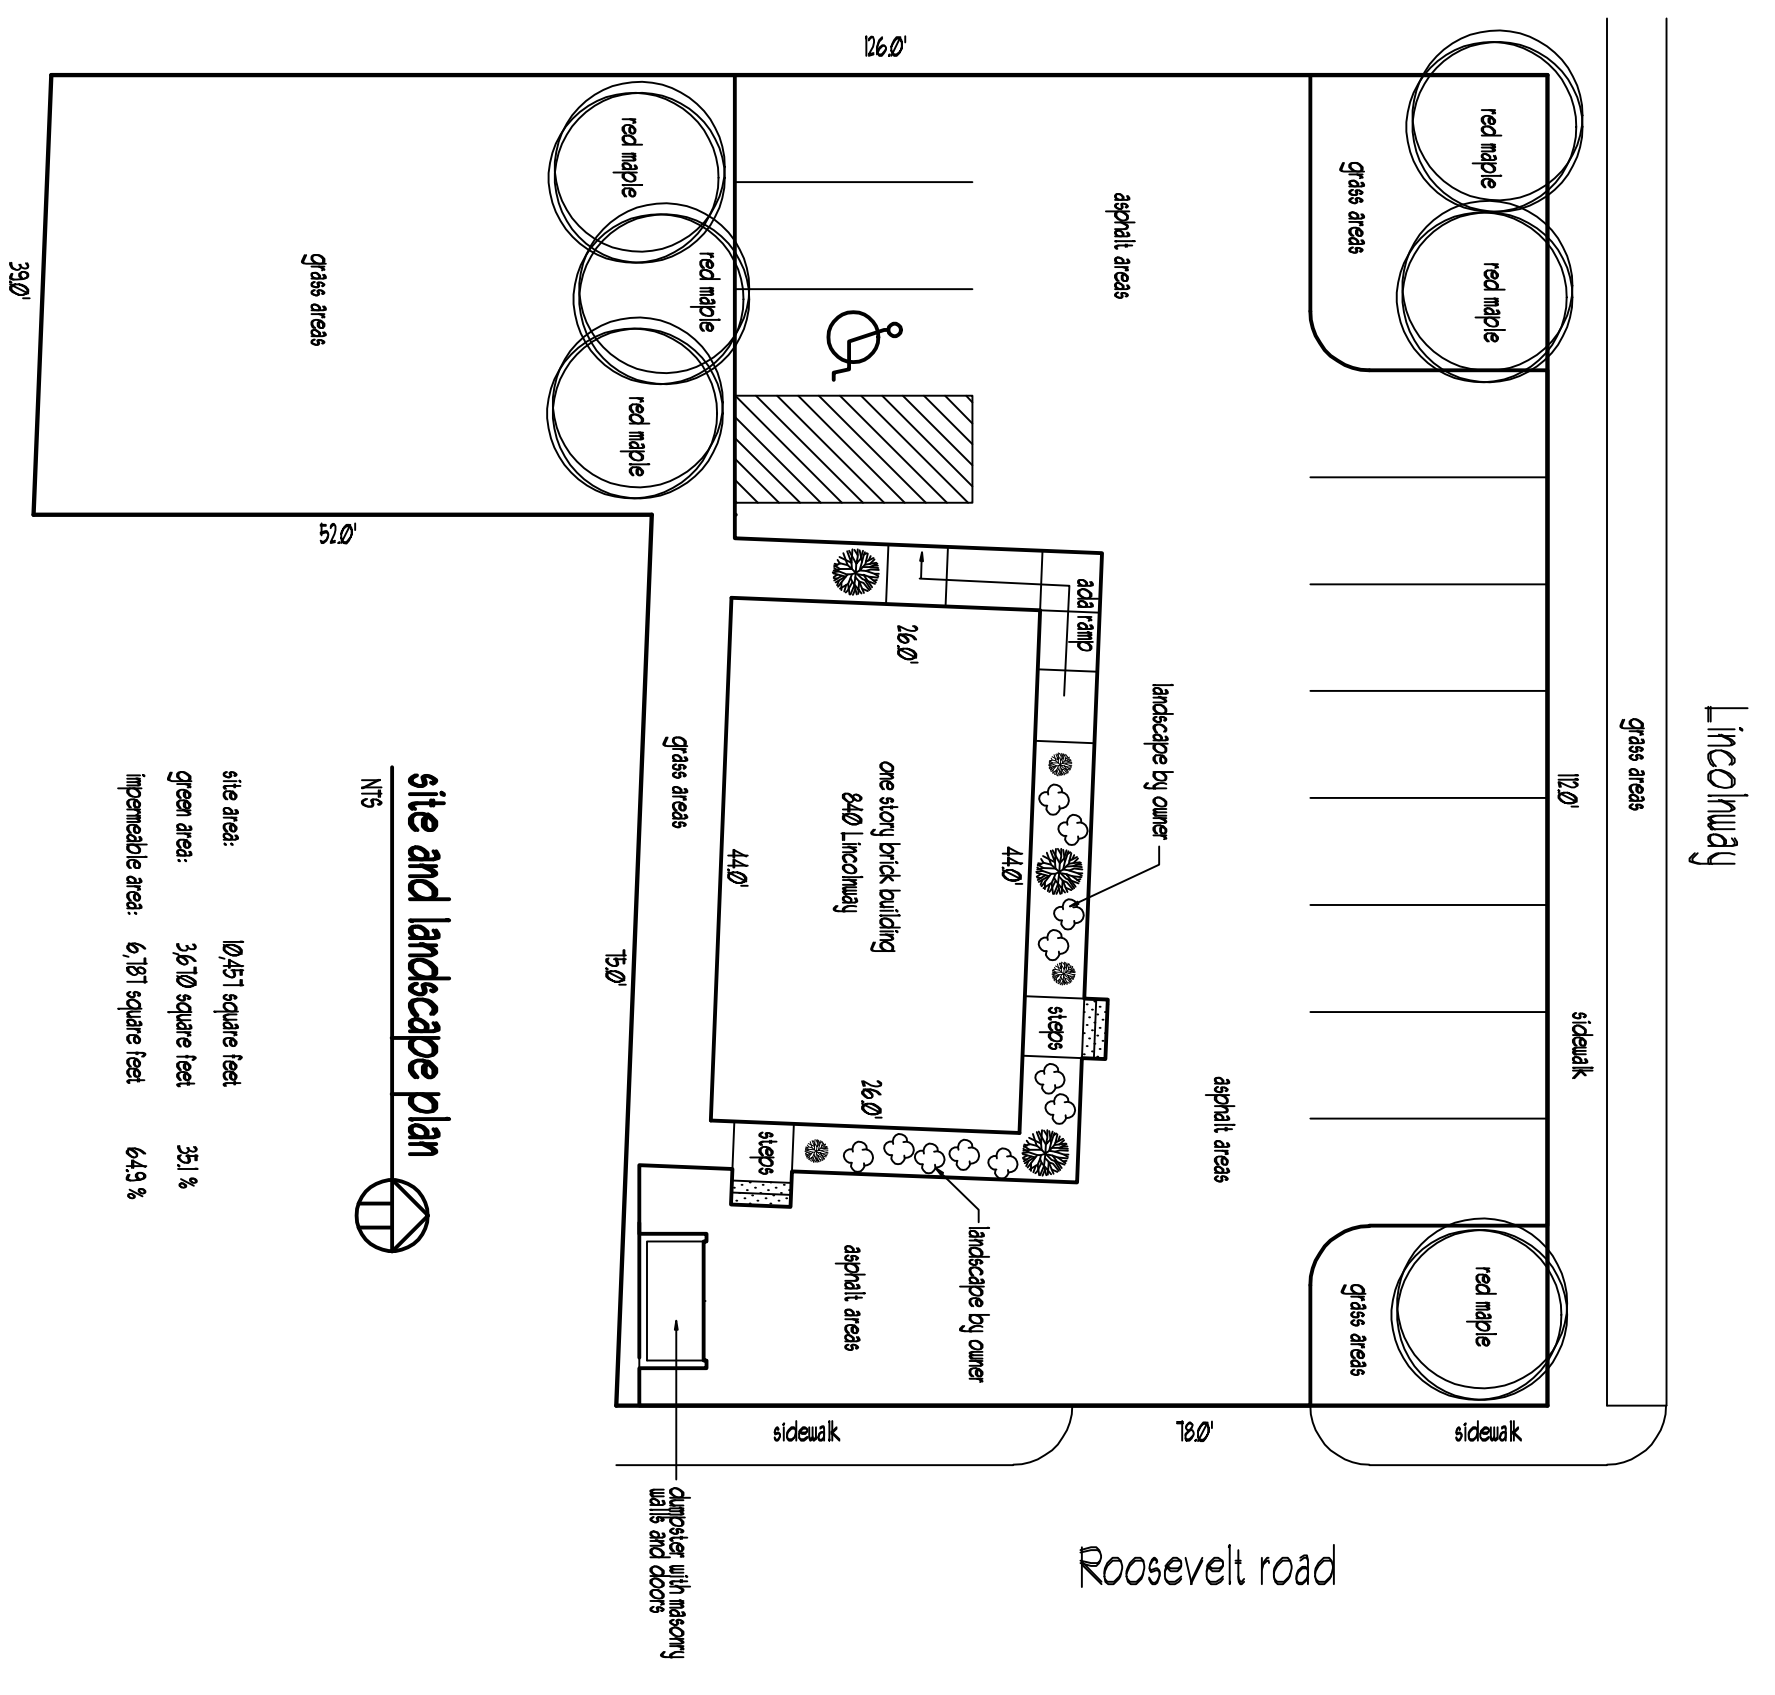 Lincolnway
grass areas
sidewalk
112.0'
red maple
red maple
red maple
grass areas
grass areas
sidewalk
126.0'
asphalt areas
asphalt areas
78.0'
Roosevelt road
landscape by owner
ada ramp
steps
44.0'
26.0'
one story brick building
840 Lincolnway
26.0'
44.0'
landscape by owner
asphalt areas
sidewalk
steps
red maple
red maple
red maple
grass areas
75.0'
dumpster with masonry
walls and doors
grass areas
52.0'
39.0'
site and landscape plan
NTS
site area: 10,457 square feet
green area: 3,670 square feet 35.1 %
impermeable area: 6,787 square feet 64.9 %